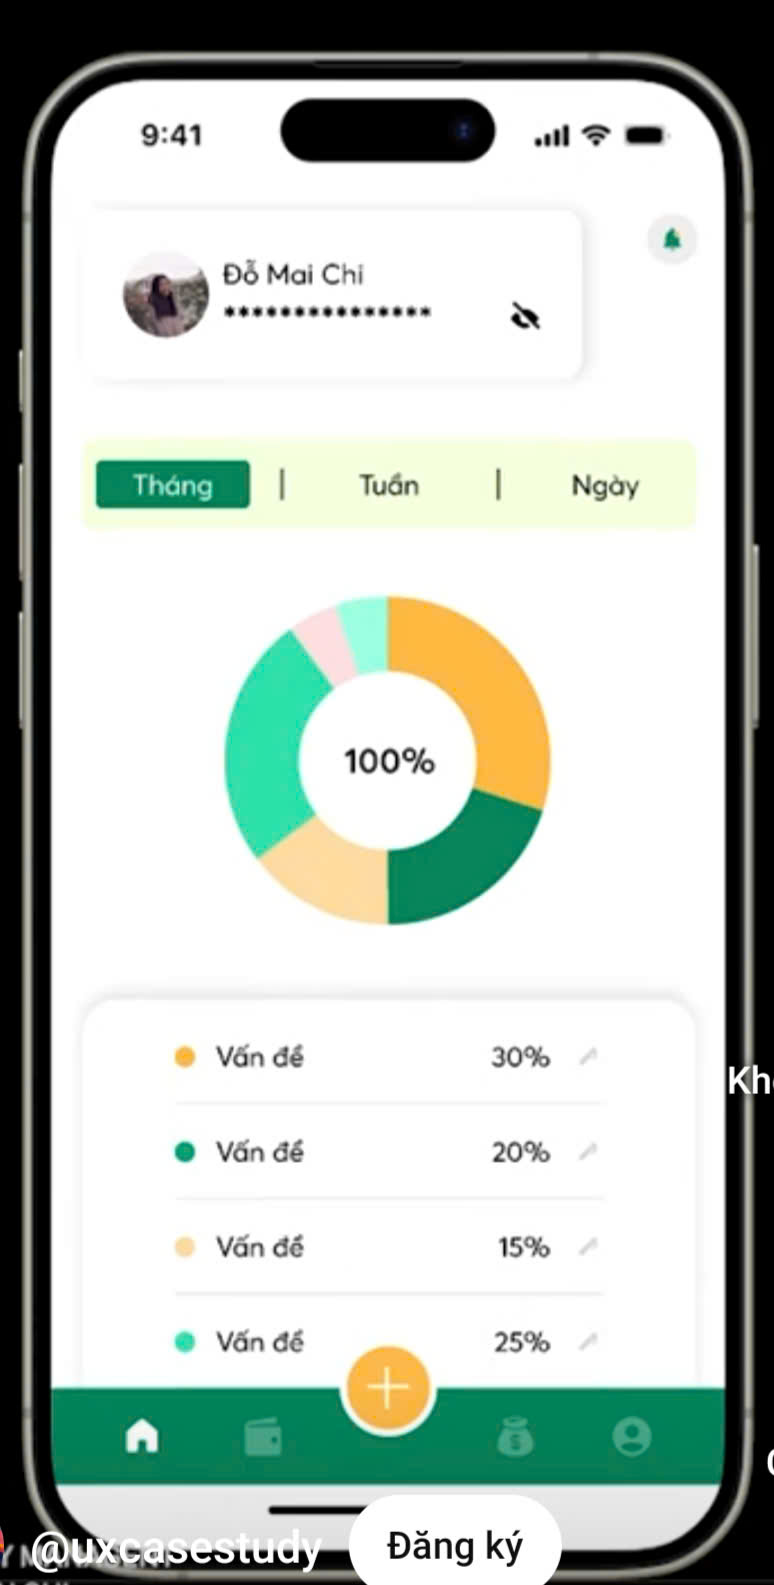 9:41
Đỗ Mai Chi
***************
Tháng | Tuần | Ngày
100%
Vấn đề 30%
Vấn đề 20%
Vấn đề 15%
Vấn đề 25%
@uxcasestudy
Đăng ký